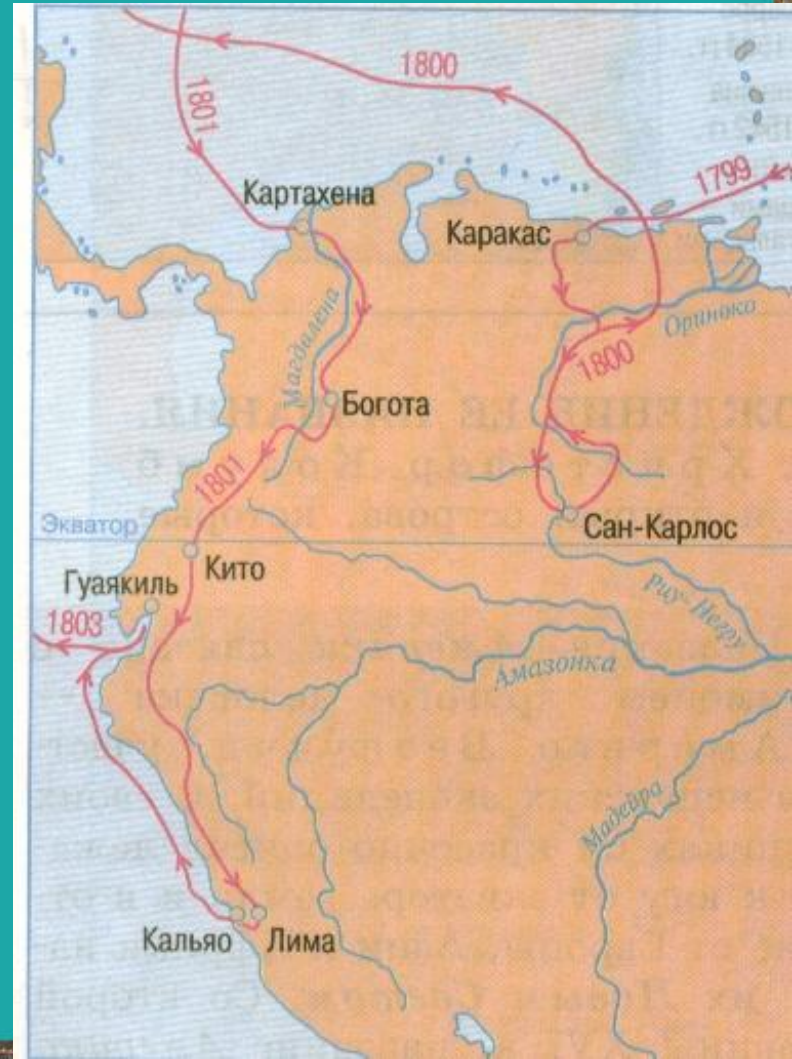 1800
1801
1799
Картахена
Каракас
Магдалена
Ориноко
1800
Богота
1801
Экватор
Сан-Карлос
Кито
Гуаякиль
1803
Риу-Негру
Амазонка
Мадейра
Кальяо
Лима